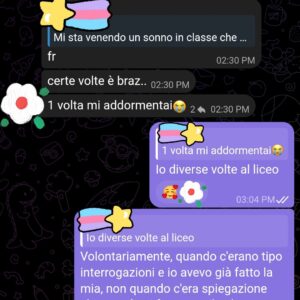 Mi sta venendo un sonno in classe che ...
fr
02:30 PM
certe volte è braz.. 02:30 PM
1 volta mi addormentai😂 2 02:30 PM
1 volta mi addormentai😂
Io diverse volte al liceo
03:04 PM
Io diverse volte al liceo
Volontariamente, quando c'erano tipo
interrogazioni e io avevo già fatto la
mia, non quando c'era spiegazione